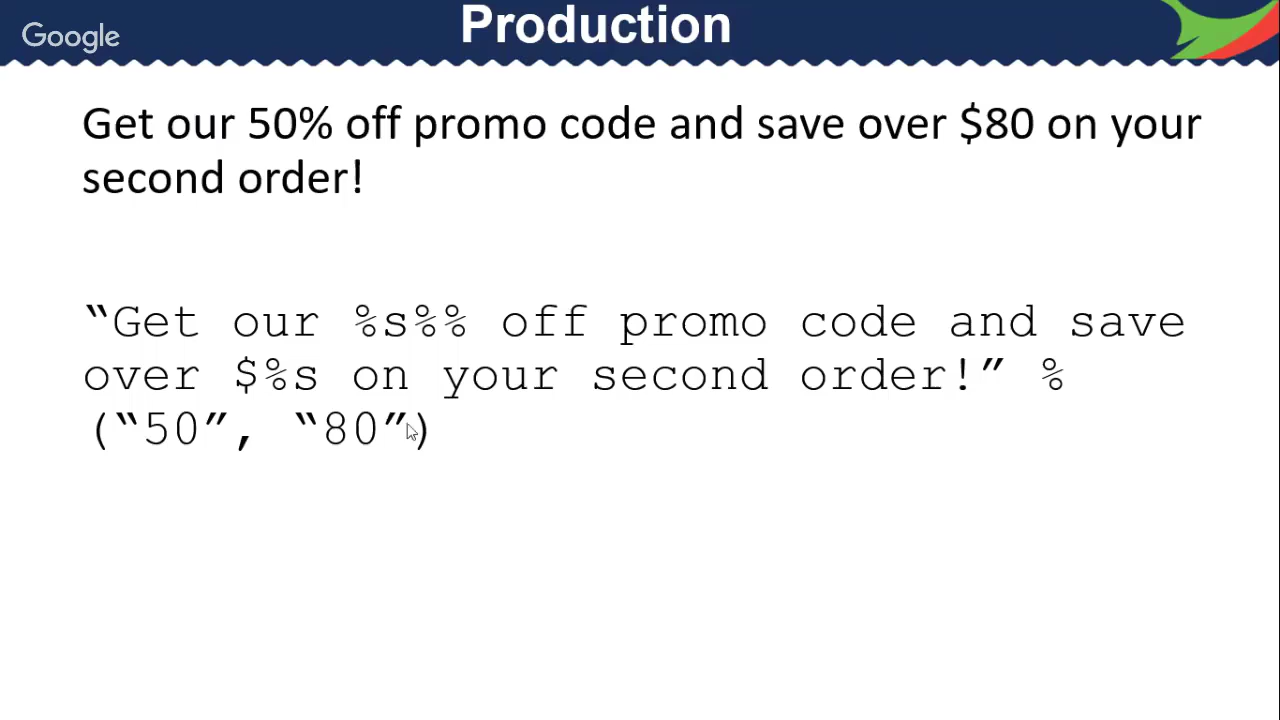 Google
Production
Get our 50% off promo code and save over $80 on your
second order!
“Get our %s%% off promo code and save
over $%s on your second order!” %
(“50”, “80”)